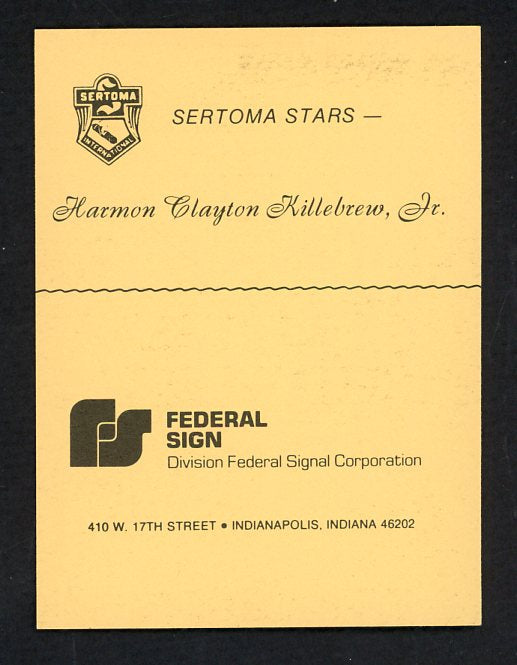 SERTOMA
INTERNATIONAL
SERTOMA STARS —
Harmon Clayton Killebrew, Jr.
FS
FEDERAL
SIGN
Division Federal Signal Corporation
410 W. 17TH STREET • INDIANAPOLIS, INDIANA 46202